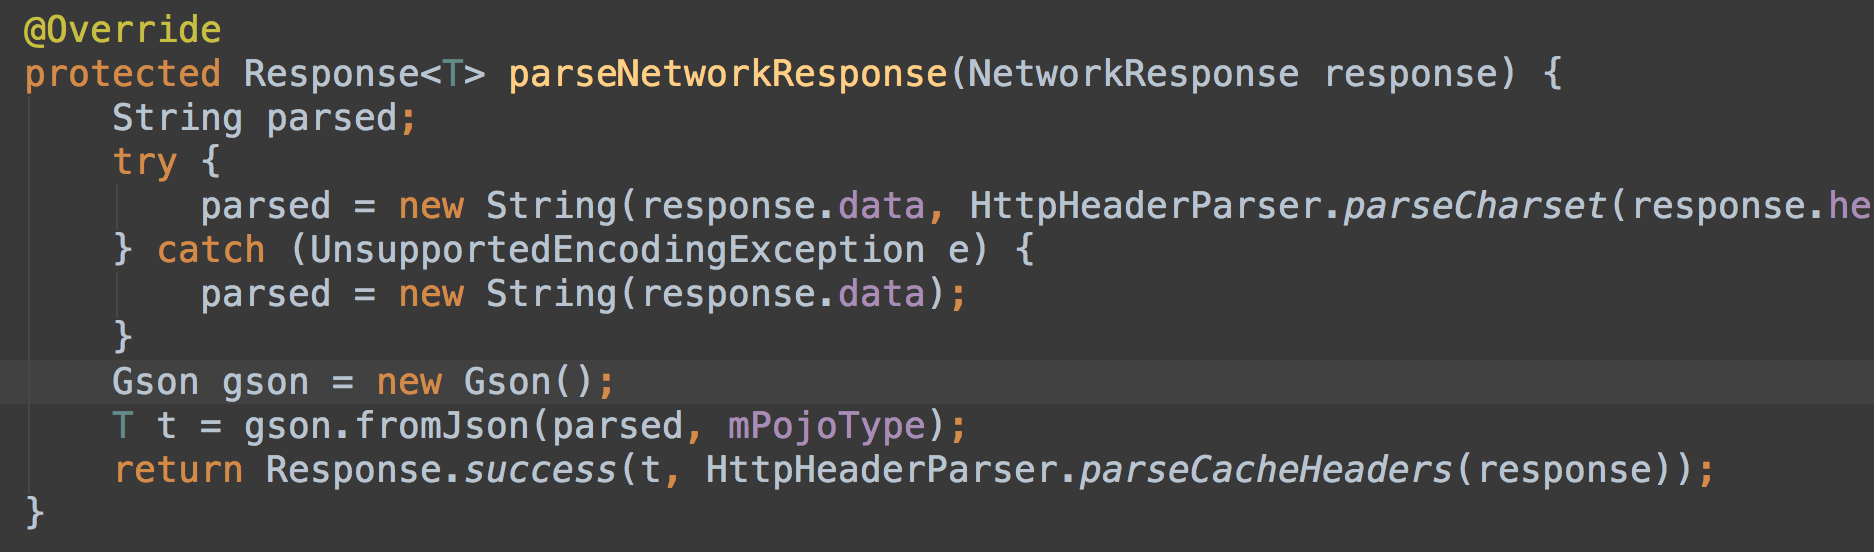 @Override
protected Response<T> parseNetworkResponse(NetworkResponse response) {
String parsed;
try {
parsed = new String(response.data, HttpHeaderParser.parseCharset(response.he
} catch (UnsupportedEncodingException e) {
parsed = new String(response.data);
}
Gson gson = new Gson();
T t = gson.fromJson(parsed, mPojoType);
return Response.success(t, HttpHeaderParser.parseCacheHeaders(response));
}